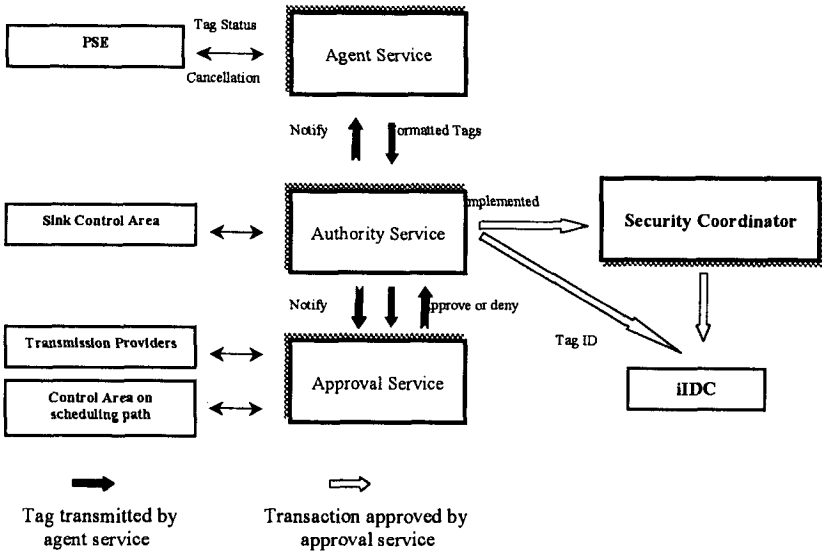 Tag Status
PSE
Cancellation
Agent Service
Notify
ormatted Tags
Sink Control Area
Authority Service
mplemented
Security Coordinator
Notify
pprove or deny
Transmission Providers
Tag ID
Approval Service
Control Area on
scheduling path
iIDC
Tag transmitted by
agent service
Transaction approved by
approval service